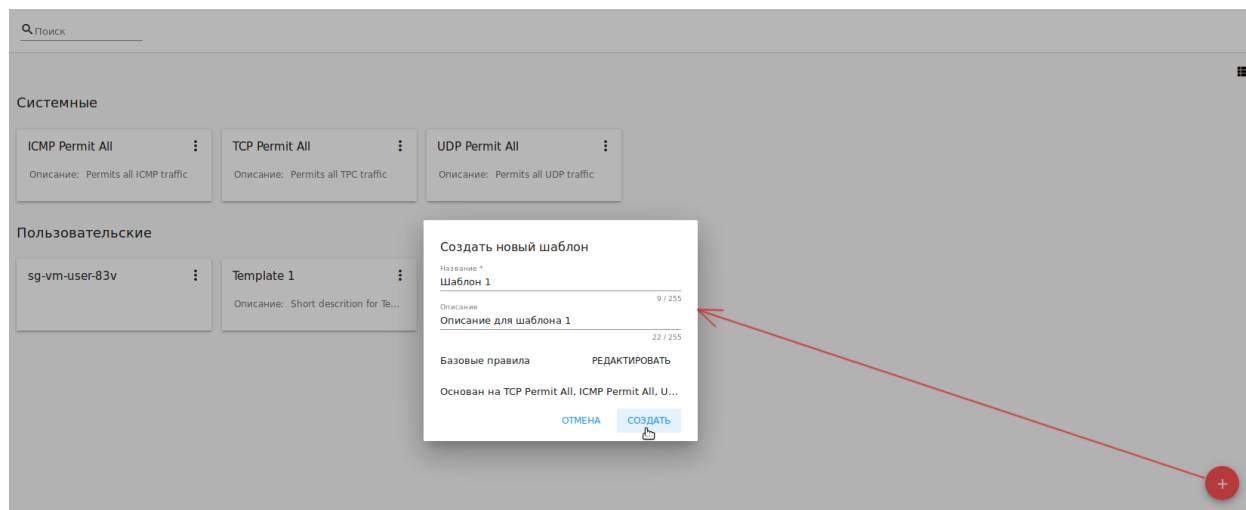 Поиск
Системные
ICMP Permit All
TCP Permit All
UDP Permit All
Описание: Permits all ICMP traffic
Описание: Permits all TPC traffic
Описание: Permits all UDP traffic
Пользовательские
sg-vm-user-83v
Template 1
Описание: Short descrition for Te...
Создать новый шаблон
Название *
Шаблон 1
9 / 255
Описание
Описание для шаблона 1
22 / 255
Базовые правила
РЕДАКТИРОВАТЬ
Основан на TCP Permit All, ICMP Permit All, U...
ОТМЕНА
СОЗДАТЬ
+